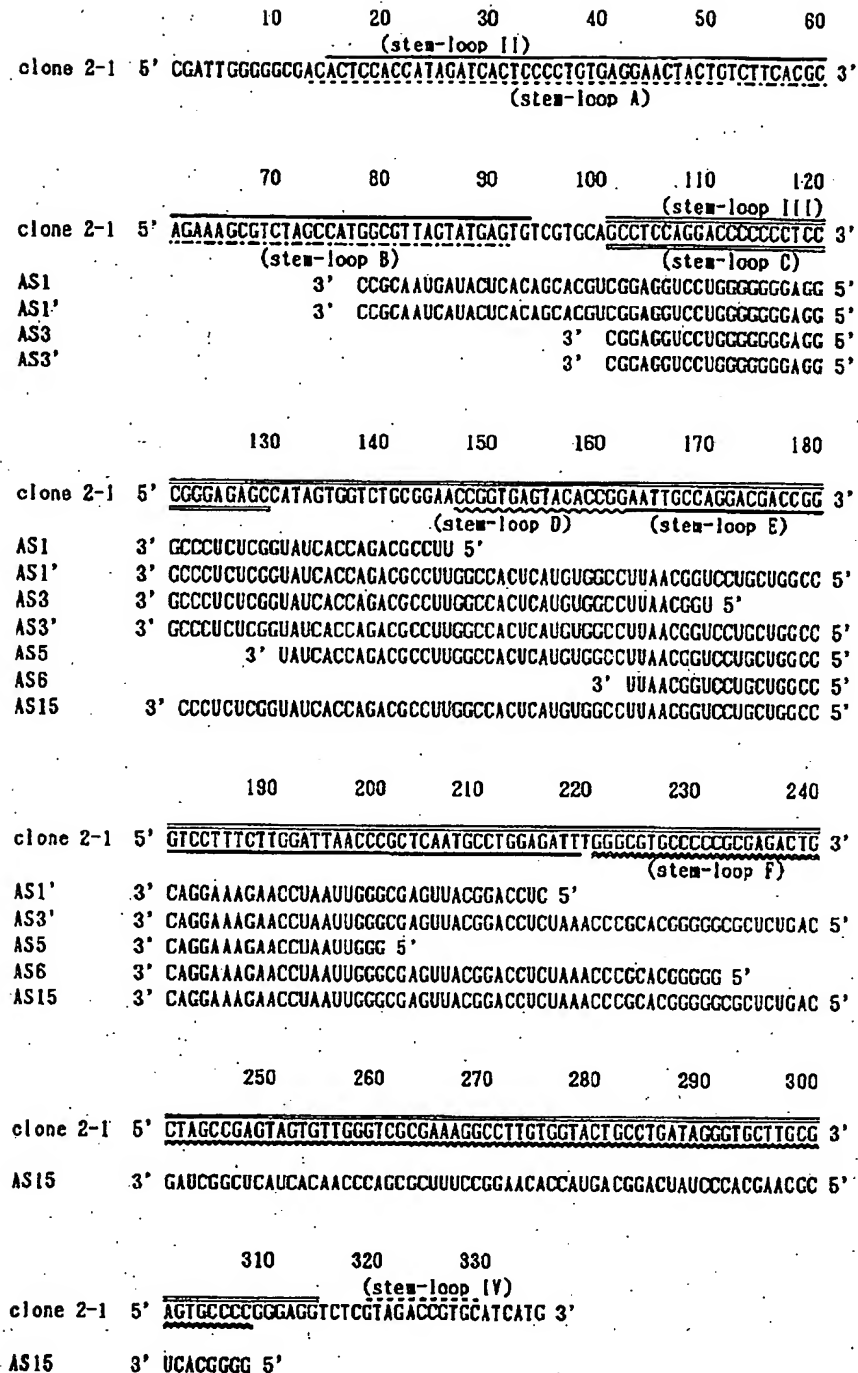 10 20 30 40 50 60
(stem-loop II)
clone 2-1 5' CGATTGGGGGCGACACTCCACCATAGATCACTCCCCTGTGAGGAACTACTGTCTTCACGC 3'
(stem-loop A)
70 80 90 100 110 120
(stem-loop III)
clone 2-1 5' AGAAAGCGTCTAGCCATGGCGTTAGTATGAGTGTCGTGCAGCCTCCAGGACCCCCCCTCC 3'
(stem-loop B) (stem-loop C)
AS1 3' CCGCAAUGAUACUCACAGCACGUCGGAGGUCCUGGGGGGGAGG 5'
AS1' 3' CCGCAAUCAUACUCACAGCACGUCGGAGGUCCUGGGGGGGAGG 5'
AS3 3' CGGAGGUCCUGGGGGGGAGG 5'
AS3' 3' CGGAGGUCCUGGGGGGGAGG 5'
130 140 150 160 170 180
clone 2-1 5' CGGGAGAGCCATAGTGGTCTGCGGAACCGGTGAGTACACCGGAATTGCCAGGACGACCGG 3'
(stem-loop D) (stem-loop E)
AS1 3' GCCCUCUCGGUAUCACCAGACGCCUU 5'
AS1' 3' GCCCUCUCGGUAUCACCAGACGCCUUGGCCACUCAUGUGGCCUUAACGGUCCUGCUGGCC 5'
AS3 3' GCCCUCUCGGUAUCACCAGACGCCUUGGCCACUCAUGUGGCCUUAACGGU 5'
AS3' 3' GCCCUCUCGGUAUCACCAGACGCCUUGGCCACUCAUGUGGCCUUAACGGUCCUGCUGGCC 5'
AS5 3' UAUCACCAGACGCCUUGGCCACUCAUGUGGCCUUAACGGUCCUGCUGGCC 5'
AS6 3' UUAACGGUCCUGCUGGCC 5'
AS15 3' CCCUCUCGGUAUCACCAGACGCCUUGGCCACUCAUGUGGCCUUAACGGUCCUGCUGGCC 5'
190 200 210 220 230 240
clone 2-1 5' GTCCTTTCTTGGATTAACCCGCTCAATGCCTGGAGATTTGGGCGTGCCCCCGCGAGACTG 3'
(stem-loop F)
AS1' 3' CAGGAAAGAACCUAAUUGGGCGAGUUACGGACCUC 5'
AS3' 3' CAGGAAAGAACCUAAUUGGGCGAGUUACGGACCUCUAAACCCGCACGGGGGCGCUCUGAC 5'
AS5 3' CAGGAAAGAACCUAAUUGGG 5'
AS6 3' CAGGAAAGAACCUAAUUGGGCGAGUUACGGACCUCUAAACCCGCACGGGGG 5'
AS15 3' CAGGAAAGAACCUAAUUGGGCGAGUUACGGACCUCUAAACCCGCACGGGGGCGCUCUGAC 5'
250 260 270 280 290 300
clone 2-1 5' CTAGCCGAGTAGTGTTGGGTCGCGAAAGGCCTTGTGGTACTGCCTGATAGGGTGCTTGCG 3'
AS15 3' GAUCGGCUCAUCACAACCCAGCGCUUUCCGGAACACCAUGACGGACUAUCCCACGAACGC 5'
310 320 330
(stem-loop IV)
clone 2-1 5' AGTGCCCCGGGAGGTCTCGTAGACCGTGCATCATG 3'
AS15 3' UCACGGGG 5'